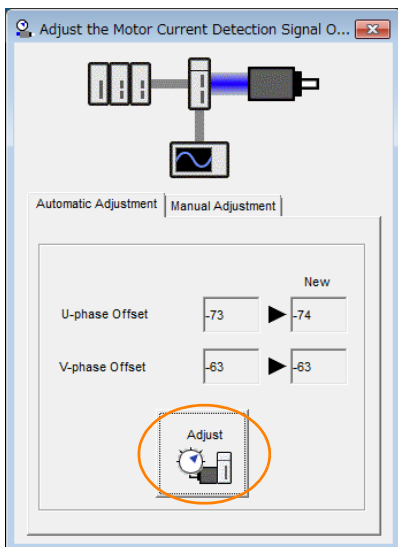 Adjust the Motor Current Detection Signal O...
Automatic Adjustment Manual Adjustment
New
U-phase Offset -73 -74
V-phase Offset -63 -63
Adjust